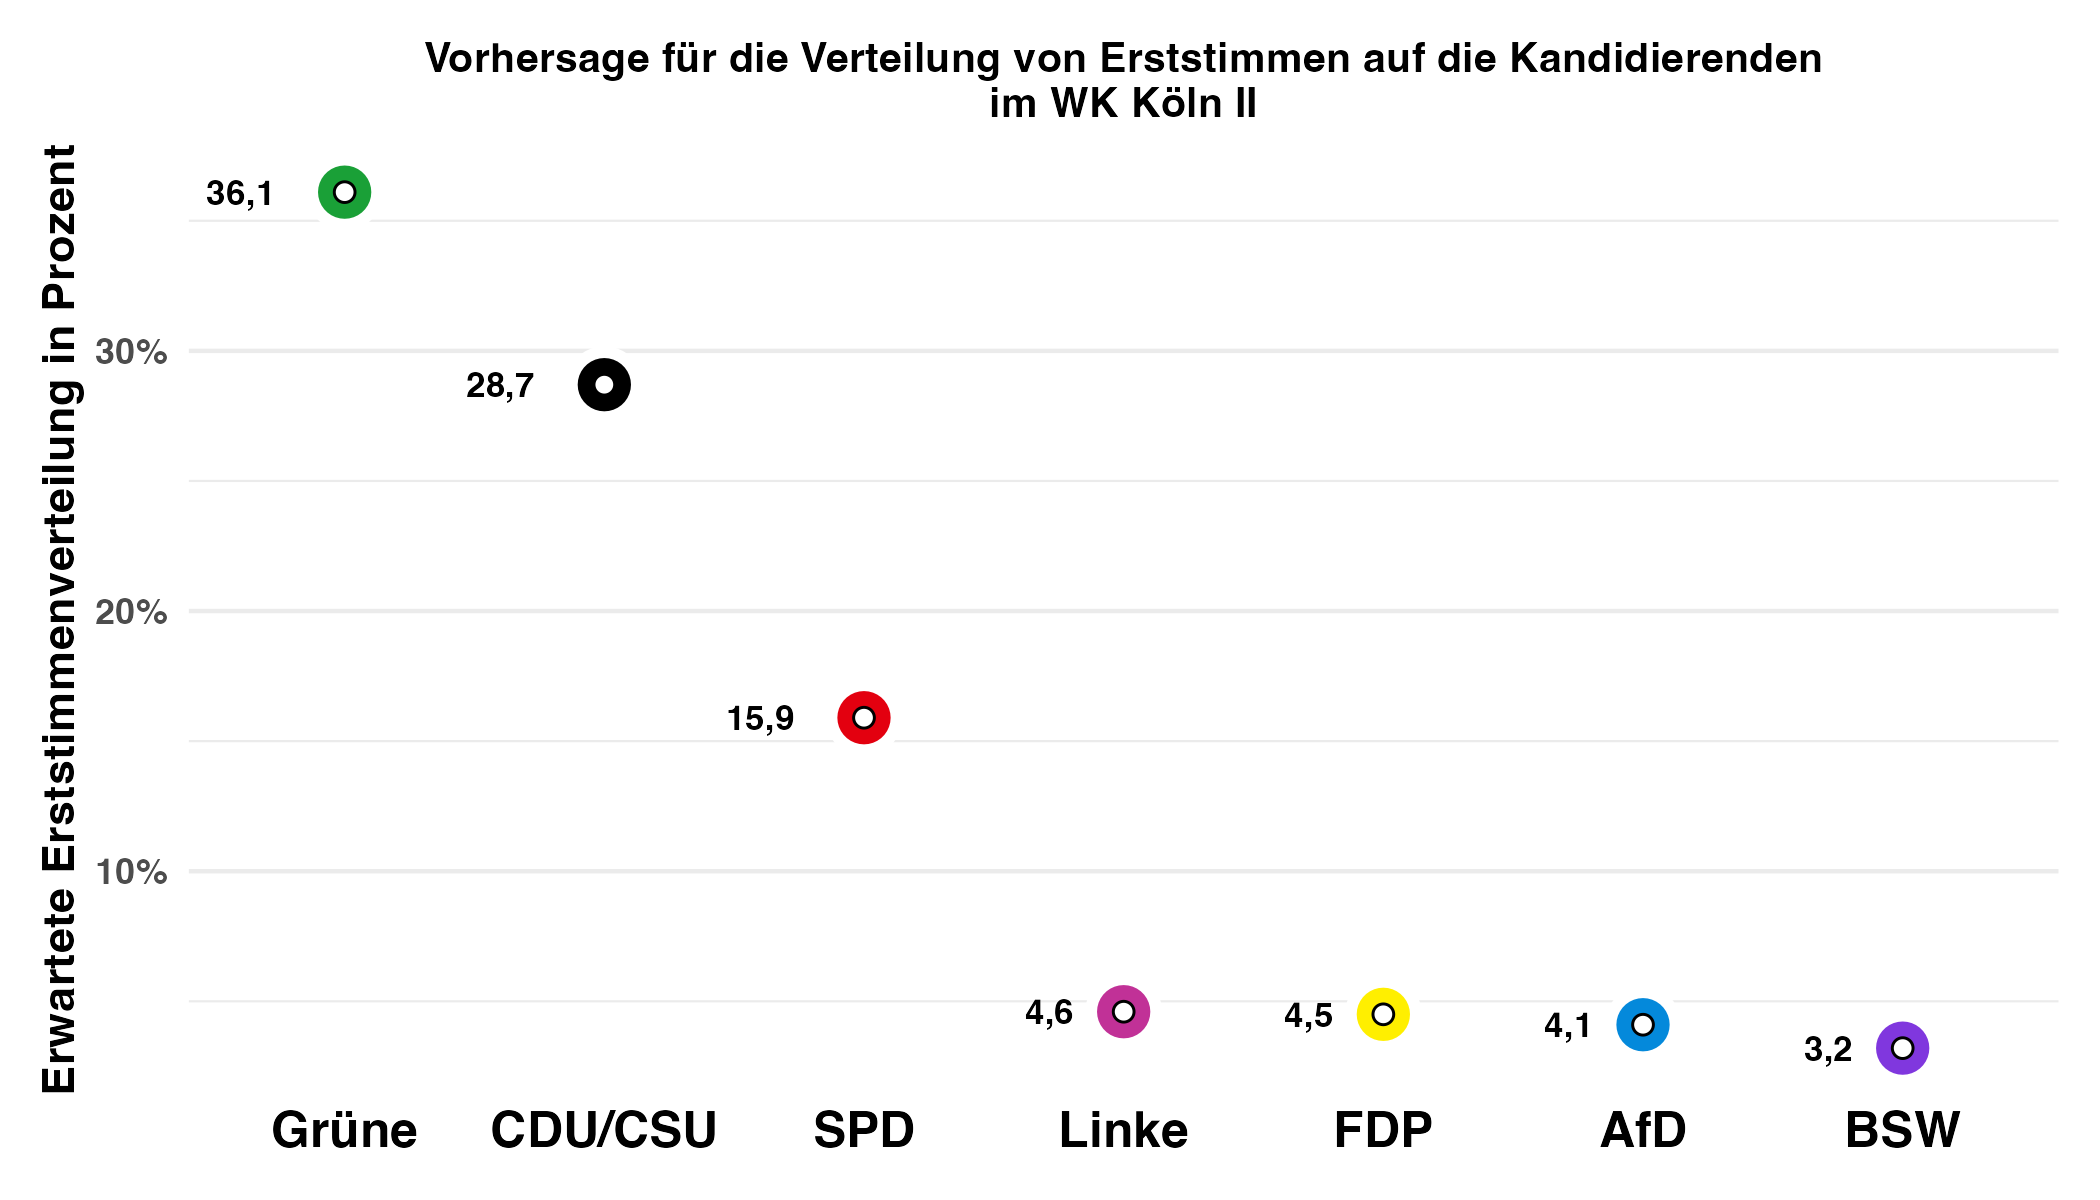 Vorhersage für die Verteilung von Erststimmen auf die Kandidierenden
im WK Köln II
Erwartete Erststimmenverteilung in Prozent
30%
20%
10%
36,1
28,7
15,9
4,6
4,5
4,1
3,2
Grüne
CDU/CSU
SPD
Linke
FDP
AfD
BSW